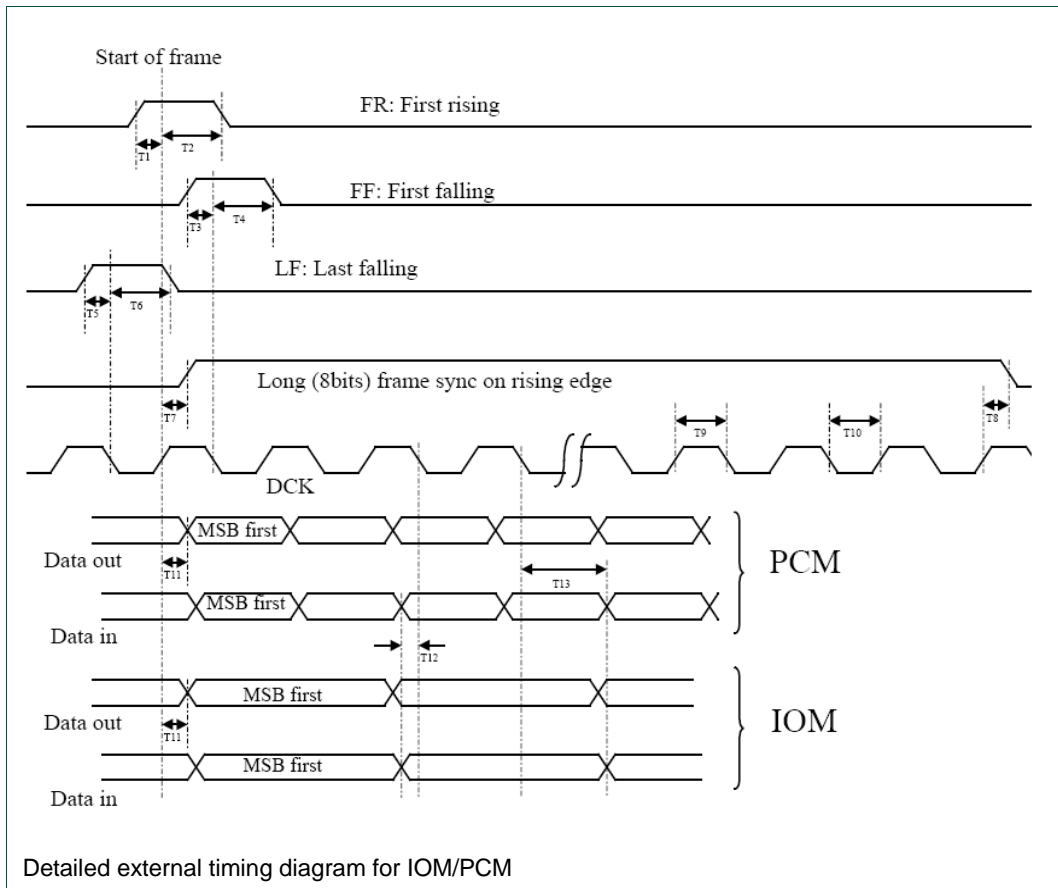 Start of frame
FR: First rising
T1
T2
FF: First falling
T3
T4
LF: Last falling
T5
T6
Long (8bits) frame sync on rising edge
T7
T8
T9
T10
DCK
MSB first
Data out
T11
PCM
T13
MSB first
Data in
T12
MSB first
Data out
T11
IOM
MSB first
Data in
Detailed external timing diagram for IOM/PCM